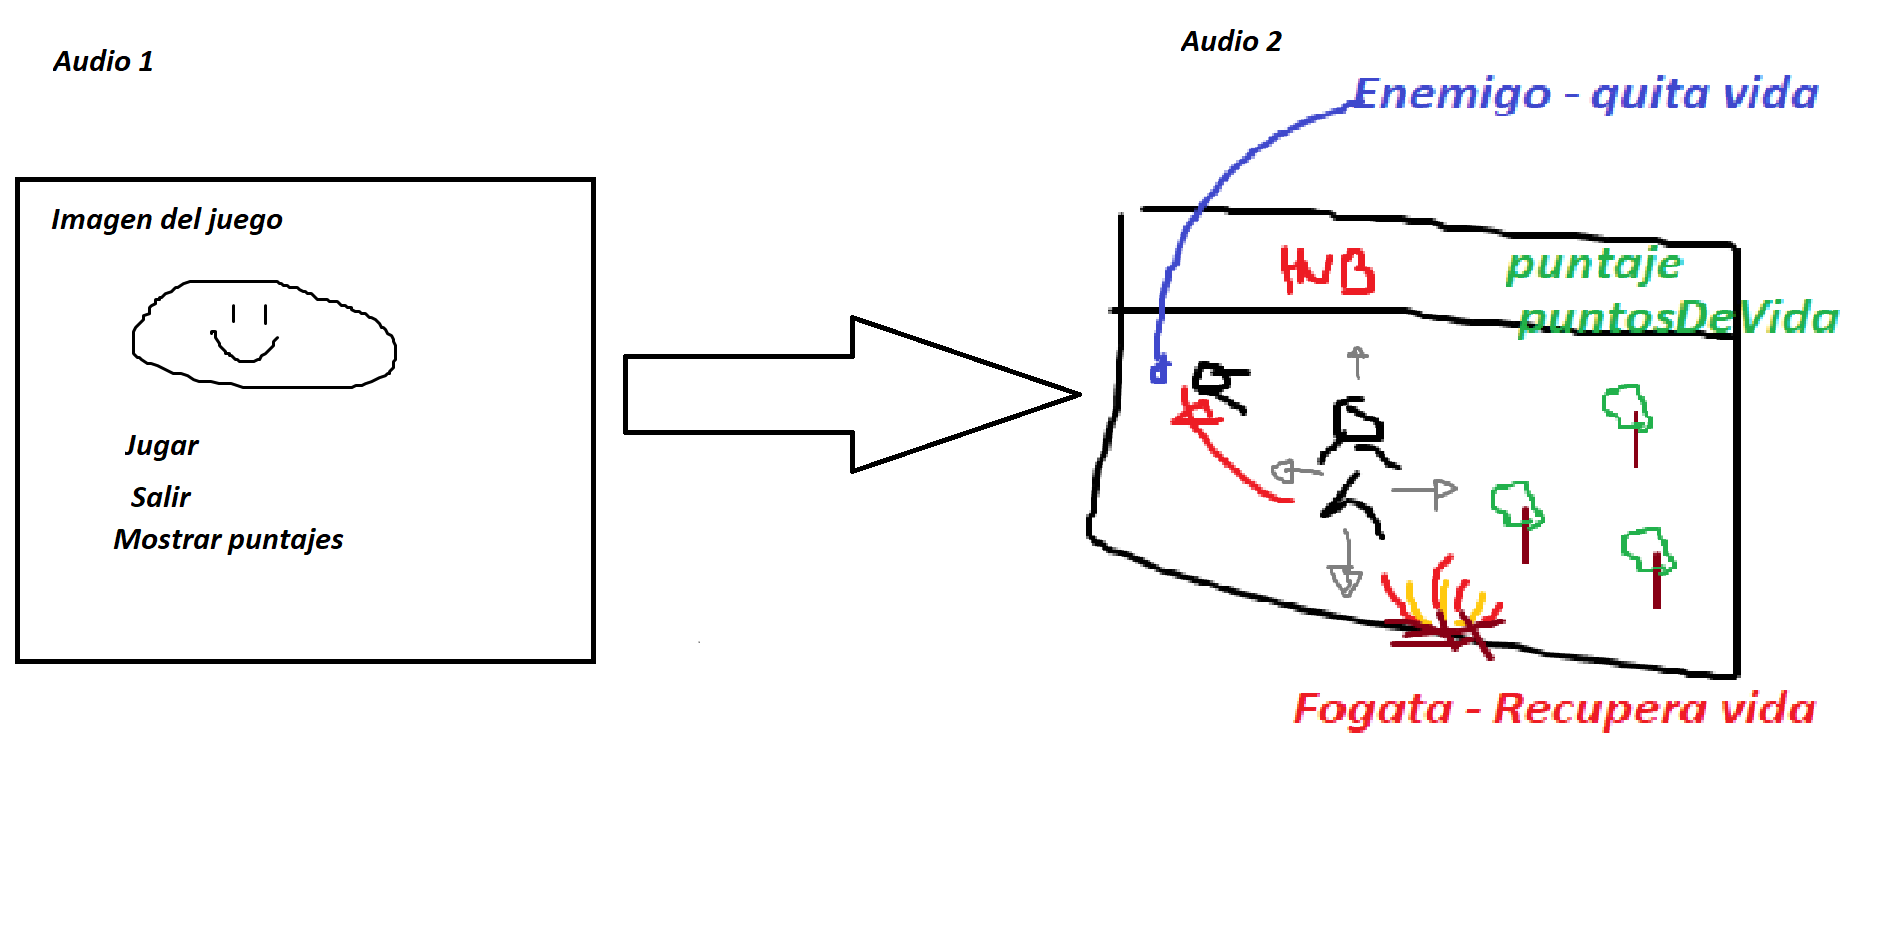 Audio 1
Imagen del juego
Jugar
Salir
Mostrar puntajes
Audio 2
Enemigo - quita vida
HUB
puntaje
puntosDeVida
Fogata - Recupera vida